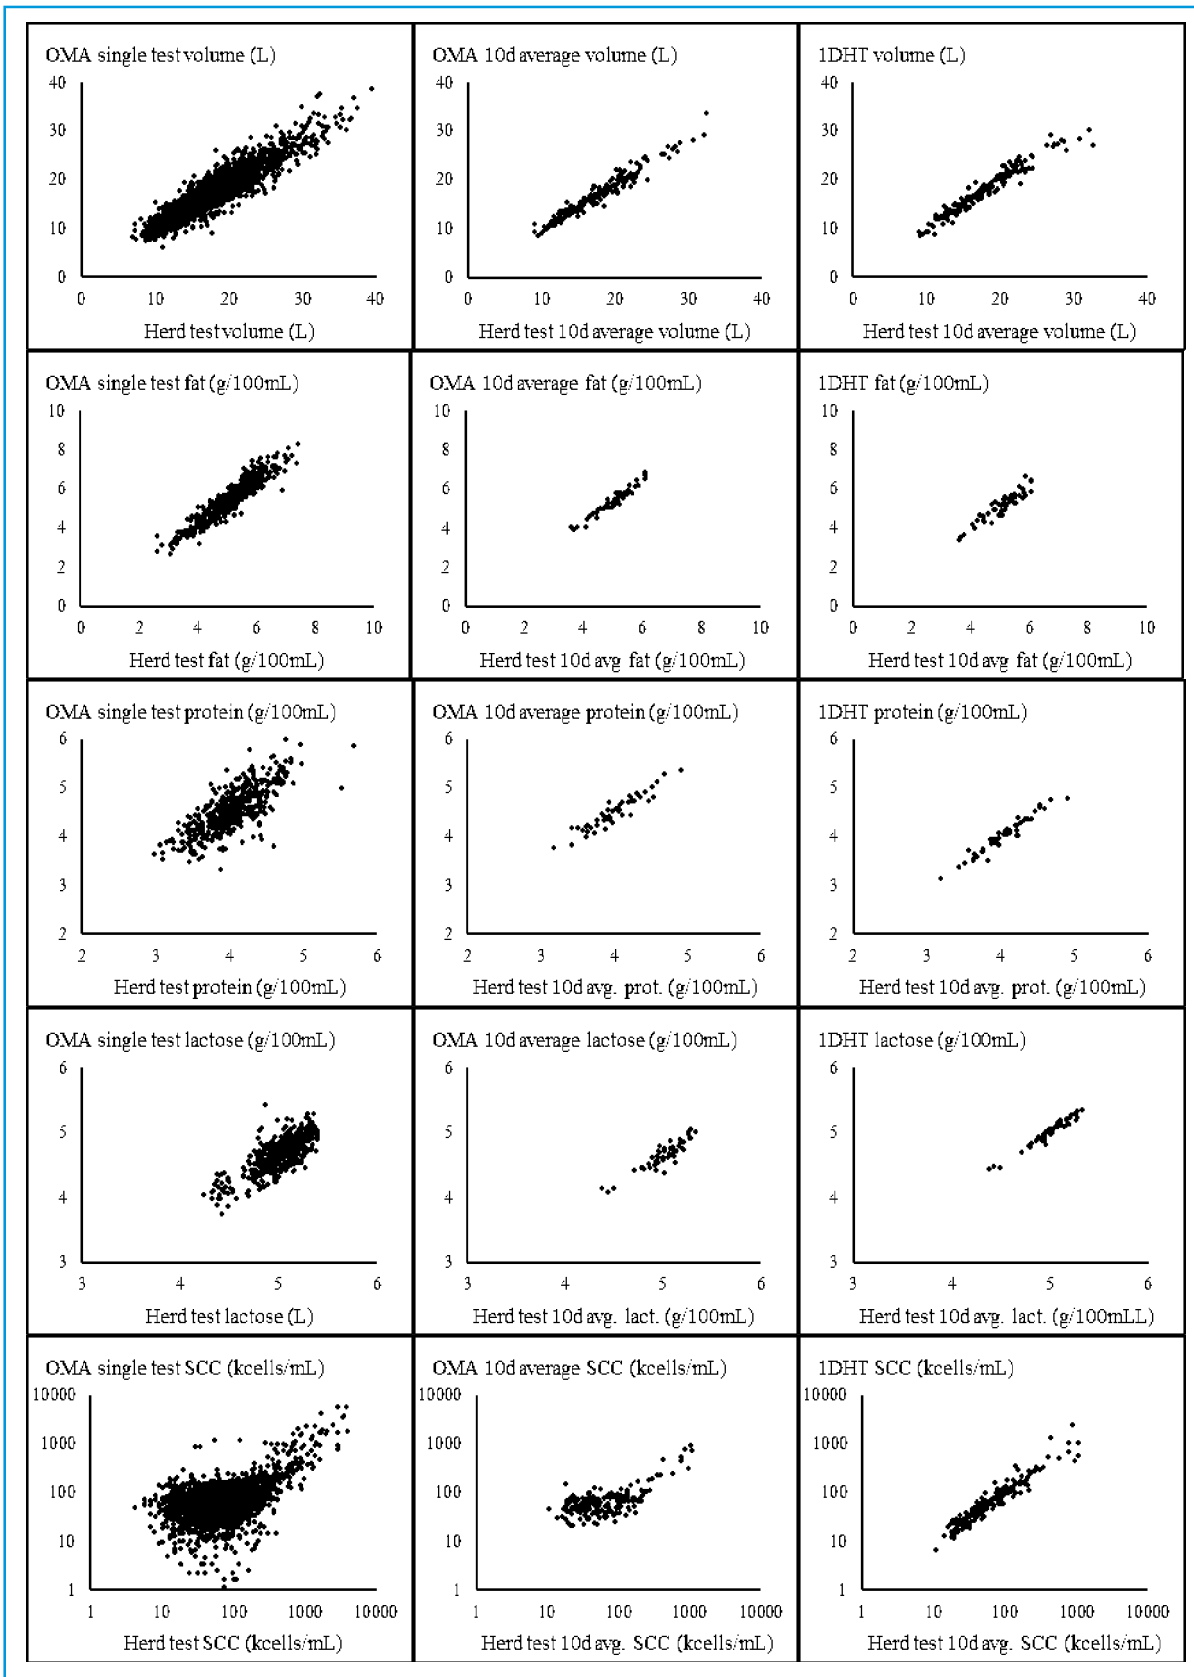 OMA single test volume (L)
40
30
20
10
0
0 10 20 30 40
Herd test volume (L)
OMA 10d average volume (L)
40
30
20
10
0
0 10 20 30 40
Herd test 10d average volume (L)
1DHT volume (L)
40
30
20
10
0
0 10 20 30 40
Herd test 10d average volume (L)
OMA single test fat (g/100mL)
10
8
6
4
2
0
0 2 4 6 8 10
Herd test fat (g/100mL)
OMA 10d average fat (g/100mL)
10
8
6
4
2
0
0 2 4 6 8 10
Herd test 10d avg fat (g/100mL)
1DHT fat (g/100mL)
10
8
6
4
2
0
0 2 4 6 8 10
Herd test 10d avg fat (g/100mL)
OMA single test protein (g/100mL)
6
5
4
3
2
2 3 4 5 6
Herd test protein (g/100mL)
OMA 10d average protein (g/100mL)
6
5
4
3
2
2 3 4 5 6
Herd test 10d avg. prot. (g/100mL)
1DHT protein (g/100mL)
6
5
4
3
2
2 3 4 5 6
Herd test 10d avg. prot. (g/100mL)
OMA single test lactose (g/100mL)
6
5
4
3
3 4 5 6
Herd test lactose (L)
OMA 10d average lactose (g/100mL)
6
5
4
3
3 4 5 6
Herd test 10d avg. lact. (g/100mL)
1DHT lactose (g/100mL)
6
5
4
3
3 4 5 6
Herd test 10d avg. lact. (g/100mLL)
OMA single test SCC (kcells/mL)
10000
1000
100
10
1
1 10 100 1000 10000
Herd test SCC (kcells/mL)
OMA 10d average SCC (kcells/mL)
10000
1000
100
10
1
1 10 100 1000 10000
Herd test 10d avg. SCC (kcells/mL)
1DHT SCC (kcells/mL)
10000
1000
100
10
1
1 10 100 1000 10000
Herd test 10d avg. SCC (kcells/mL)